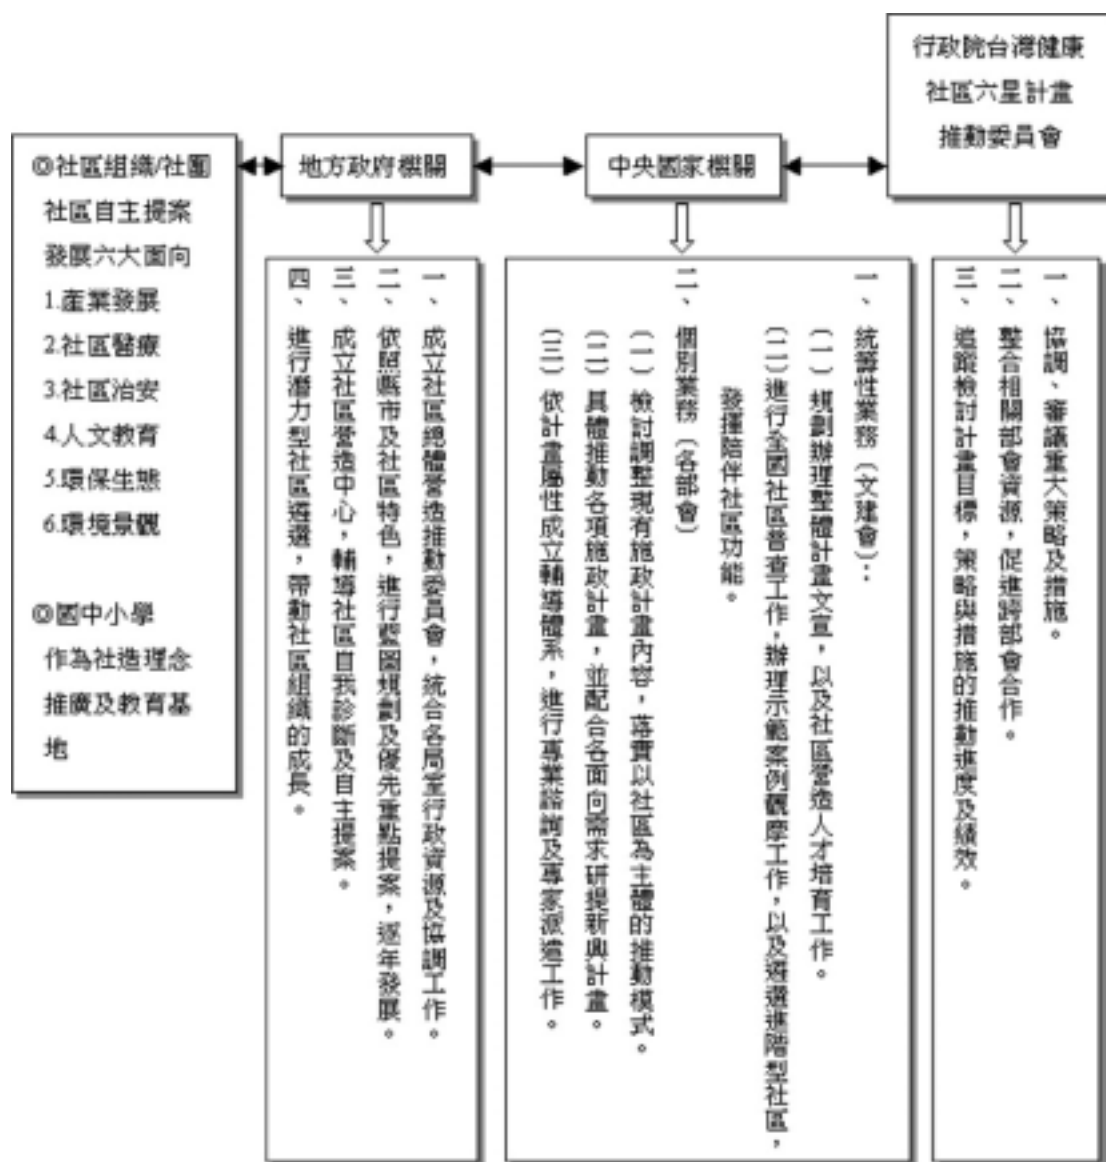 行政院台灣健康
社區六星計畫
推動委員會
中央國家機關
地方政府機關
◎社區組織/社團
社區自主提案
發展六大面向
1.產業發展
2.社區醫療
3.社區治安
4.人文教育
5.環保生態
6.環境景觀
◎國中小學
作為社造理念
推廣及教育基
地
一、成立社區總體營造推動委員會，統合各局室行政資源及協調工作。
二、依照縣市及社區特色，進行藍圖規劃及優先重點提案，逐年發展。
三、成立社區營造中心，輔導社區自我診斷及自主提案。
四、進行潛力型社區遴選，帶動社區組織的成長。
一、統籌性業務（文建會）：
（一）規劃辦理整體計畫文宣，以及社區營造人才培育工作。
（二）進行全國社區普查工作，辦理示範案例觀摩工作，以及遴選進階型社區，
發揮陪伴社區功能。
二、個別業務（各部會）
（一）檢討調整現有施政計畫內容，落實以社區為主體的推動模式。
（二）具體推動各項施政計畫，並配合各面向需求研提新興計畫。
（三）依計畫屬性成立輔導體系，進行專業諮詢及專家派遣工作。
一、協調、審議重大策略及措施。
二、整合相關部會資源，促進跨部會合作。
三、追蹤檢討計畫目標，策略與措施的推動進度及績效。